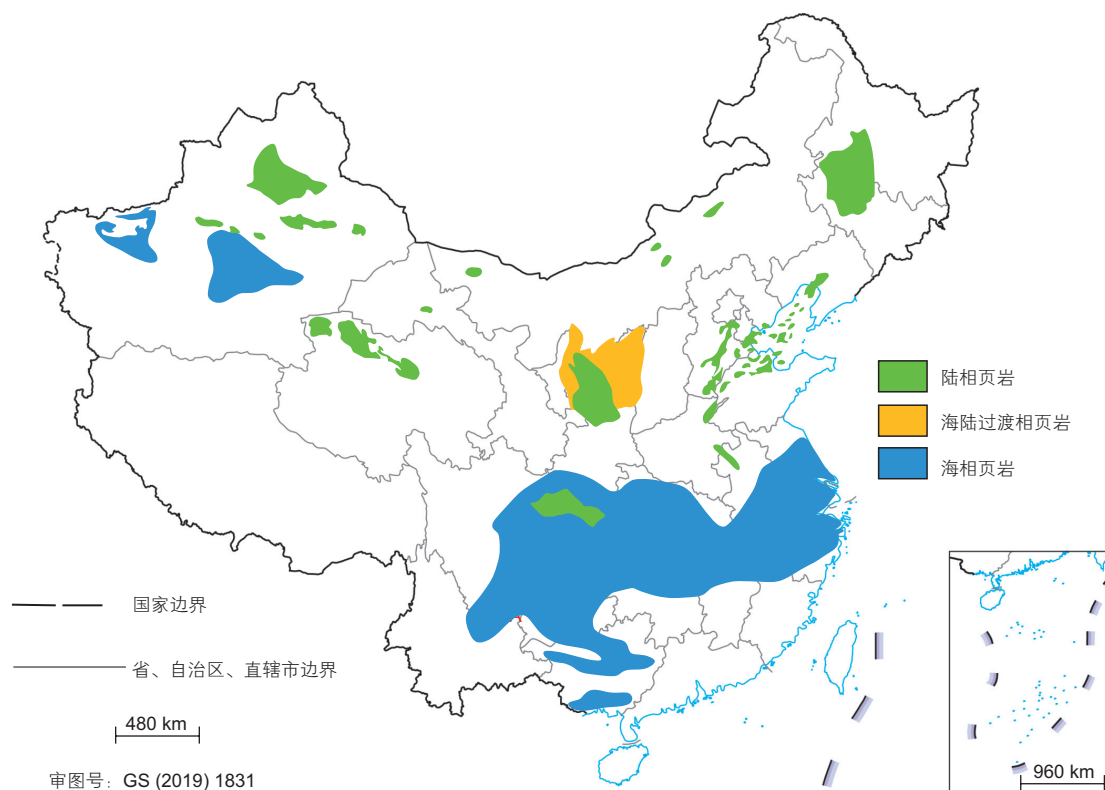 陆相页岩
海陆过渡相页岩
海相页岩
国家边界
省、自治区、直辖市边界
480 km
审图号：GS (2019) 1831
960 km